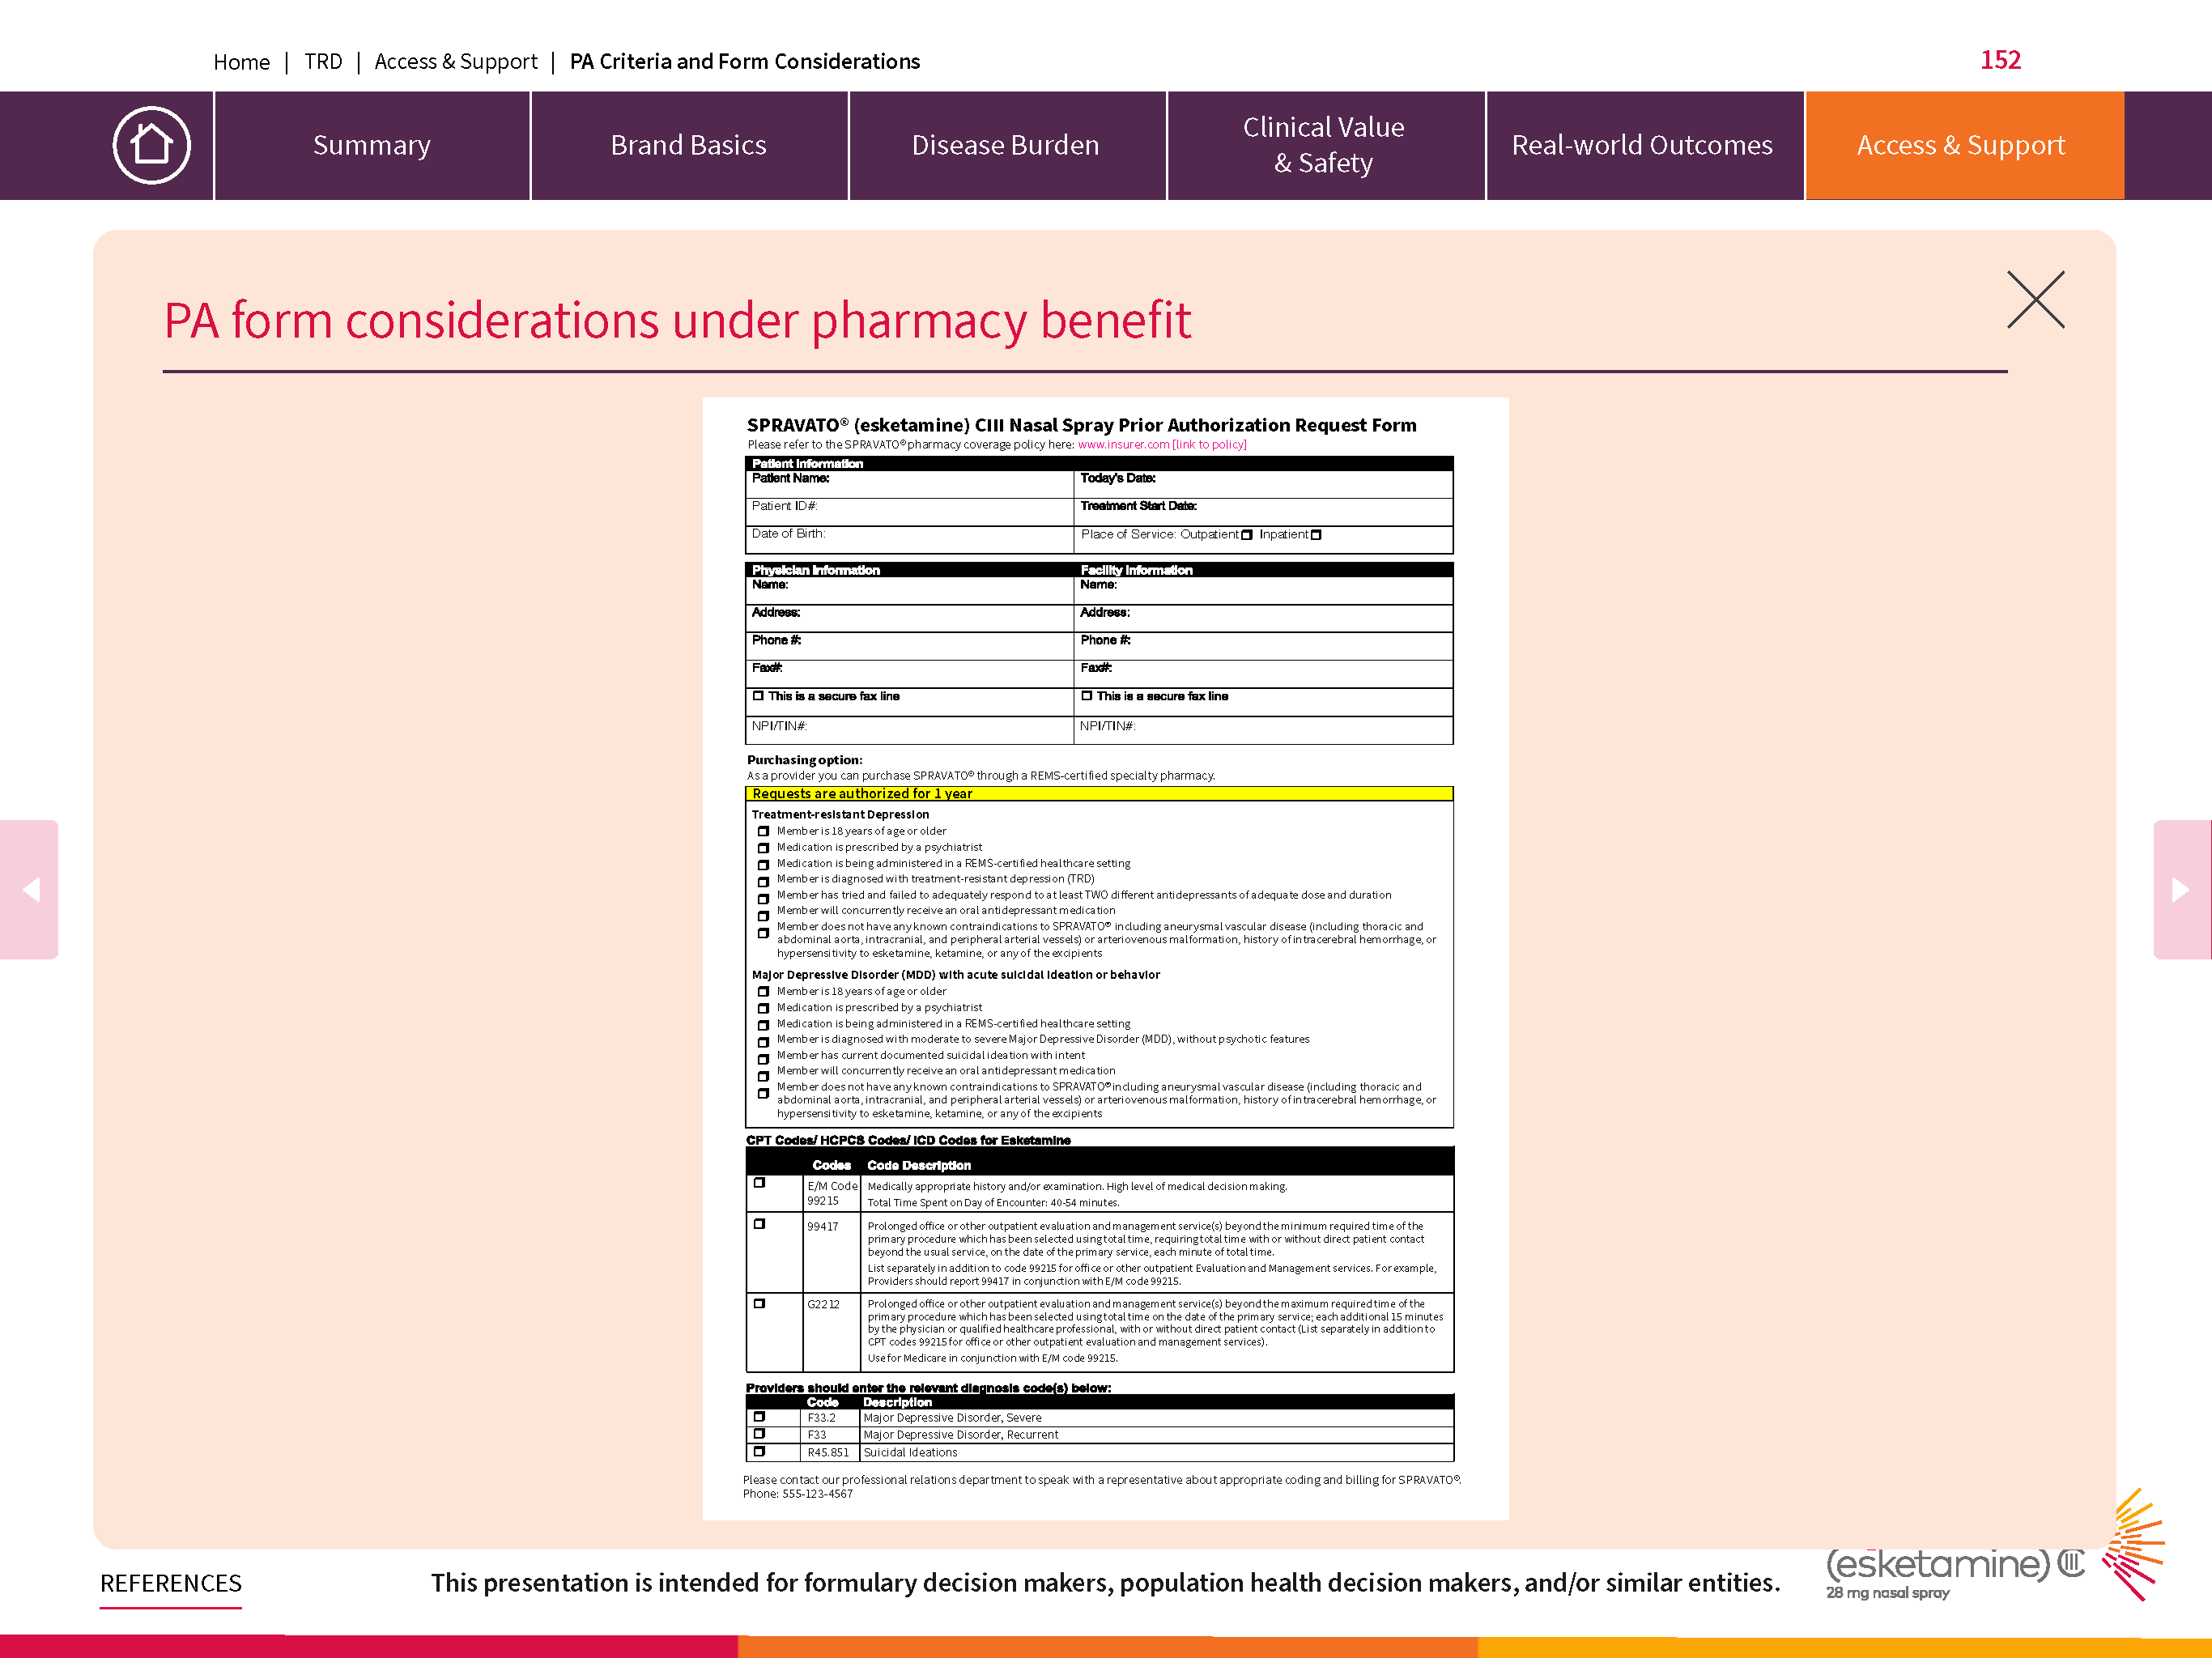 Home | TRD | Access & Support | PA Criteria and Form Considerations
152
Summary
Brand Basics
Disease Burden
Clinical Value
& Safety
Real-world Outcomes
Access & Support
PA form considerations under pharmacy benefit
SPRAVATO® (esketamine) CIII Nasal Spray Prior Authorization Request Form
Please refer to the SPRAVATO® pharmacy coverage policy here: www.insurer.com [link to policy]
Patient Information
Patient Name: Today's Date:
Patient ID#: Treatment Start Date:
Date of Birth: Place of Service: Outpatient ❒ Inpatient ❒
Physician Information Facility Information
Name: Name:
Address: Address:
Phone #: Phone #:
Fax#: Fax#:
❒ This is a secure fax line ❒ This is a secure fax line
NPI/TIN#: NPI/TIN#:
Purchasing option:
As a provider you can purchase SPRAVATO® through a REMS-certified specialty pharmacy.
Requests are authorized for 1 year
Treatment-resistant Depression
❒ Member is 18 years of age or older
❒ Medication is prescribed by a psychiatrist
❒ Medication is being administered in a REMS-certified healthcare setting
❒ Member is diagnosed with treatment-resistant depression (TRD)
❒ Member has tried and failed to adequately respond to at least TWO different antidepressants of adequate dose and duration
❒ Member will concurrently receive an oral antidepressant medication
❒ Member does not have any known contraindications to SPRAVATO® including aneurysmal vascular disease (including thoracic and
abdominal aorta, intracranial, and peripheral arterial vessels) or arteriovenous malformation, history of intracerebral hemorrhage, or
hypersensitivity to esketamine, ketamine, or any of the excipients
Major Depressive Disorder (MDD) with acute suicidal ideation or behavior
❒ Member is 18 years of age or older
❒ Medication is prescribed by a psychiatrist
❒ Medication is being administered in a REMS-certified healthcare setting
❒ Member is diagnosed with moderate to severe Major Depressive Disorder (MDD), without psychotic features
❒ Member has current documented suicidal ideation with intent
❒ Member will concurrently receive an oral antidepressant medication
❒ Member does not have any known contraindications to SPRAVATO® including aneurysmal vascular disease (including thoracic and
abdominal aorta, intracranial, and peripheral arterial vessels) or arteriovenous malformation, history of intracerebral hemorrhage, or
hypersensitivity to esketamine, ketamine, or any of the excipients
CPT Codes/ HCPCS Codes/ ICD Codes for Esketamine
Codes Code Description
❒ E/M Code Medically appropriate history and/or examination. High level of medical decision making.
99215 Total Time Spent on Day of Encounter: 40-54 minutes.
❒ 99417 Prolonged office or other outpatient evaluation and management service(s) beyond the minimum required time of the
primary procedure which has been selected using total time, requiring total time with or without direct patient contact
beyond the usual service, on the date of the primary service, each minute of total time.
List separately in addition to code 99215 for office or other outpatient Evaluation and Management services. For example,
Providers should report 99417 in conjunction with E/M code 99215.
❒ G2212 Prolonged office or other outpatient evaluation and management service(s) beyond the maximum required time of the
primary procedure which has been selected using total time on the date of the primary service; each additional 15 minutes
by the physician or qualified healthcare professional, with or without direct patient contact (List separately in addition to
CPT codes 99215 for office or other outpatient evaluation and management services).
Use for Medicare in conjunction with E/M code 99215.
Providers should enter the relevant diagnosis code(s) below:
Code Description
❒ F33.2 Major Depressive Disorder, Severe
❒ F33 Major Depressive Disorder, Recurrent
❒ R45.851 Suicidal Ideations
Please contact our professional relations department to speak with a representative about appropriate coding and billing for SPRAVATO®.
Phone: 555-123-4567
REFERENCES
This presentation is intended for formulary decision makers, population health decision makers, and/or similar entities.
(esketamine) CIII
28 mg nasal spray